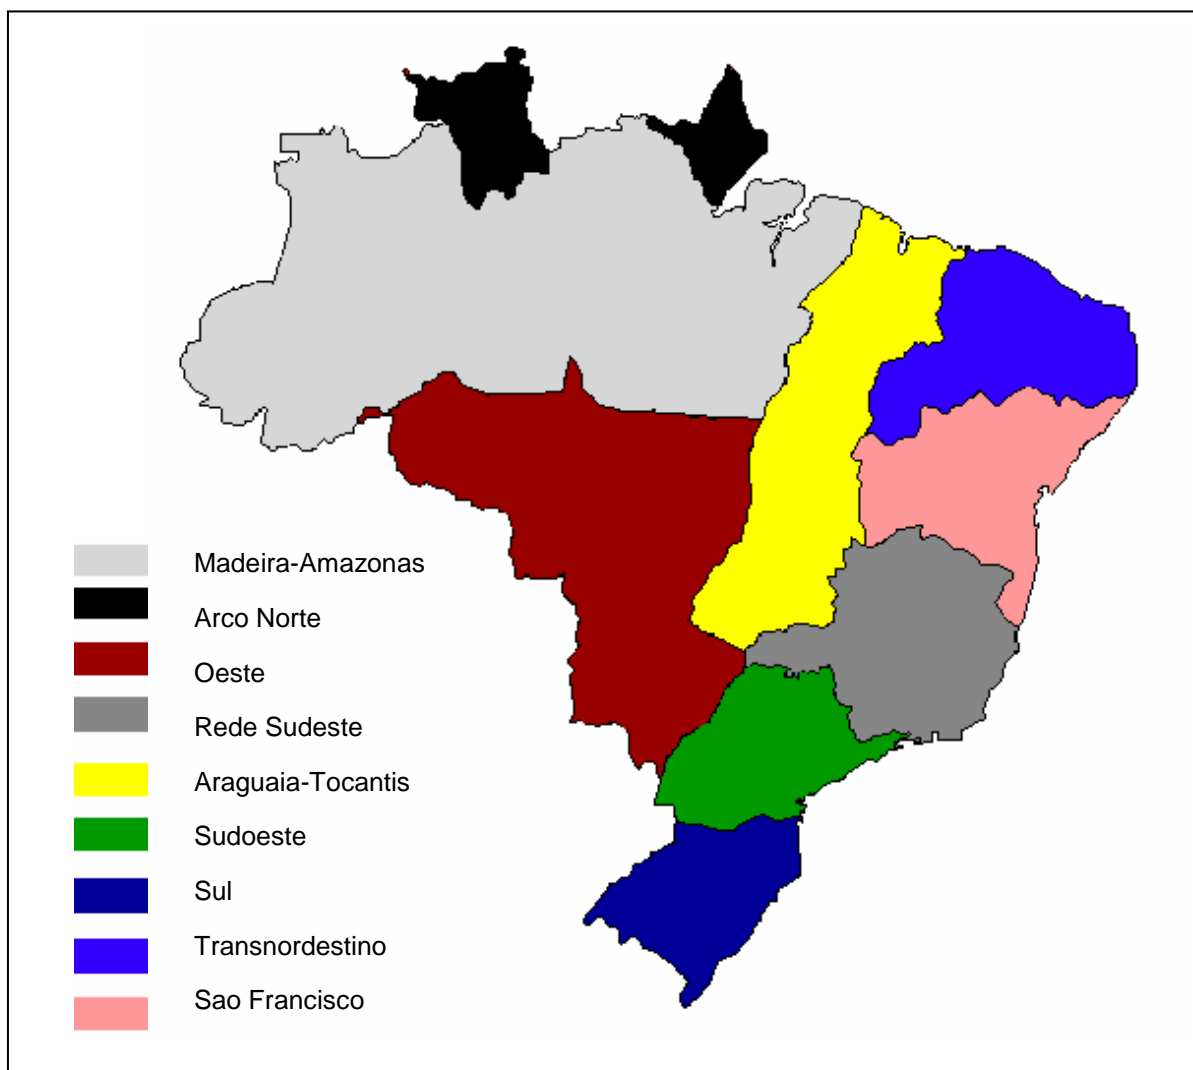 Madeira-Amazonas
Arco Norte
Oeste
Rede Sudeste
Araguaia-Tocantis
Sudoeste
Sul
Transnordestino
Sao Francisco